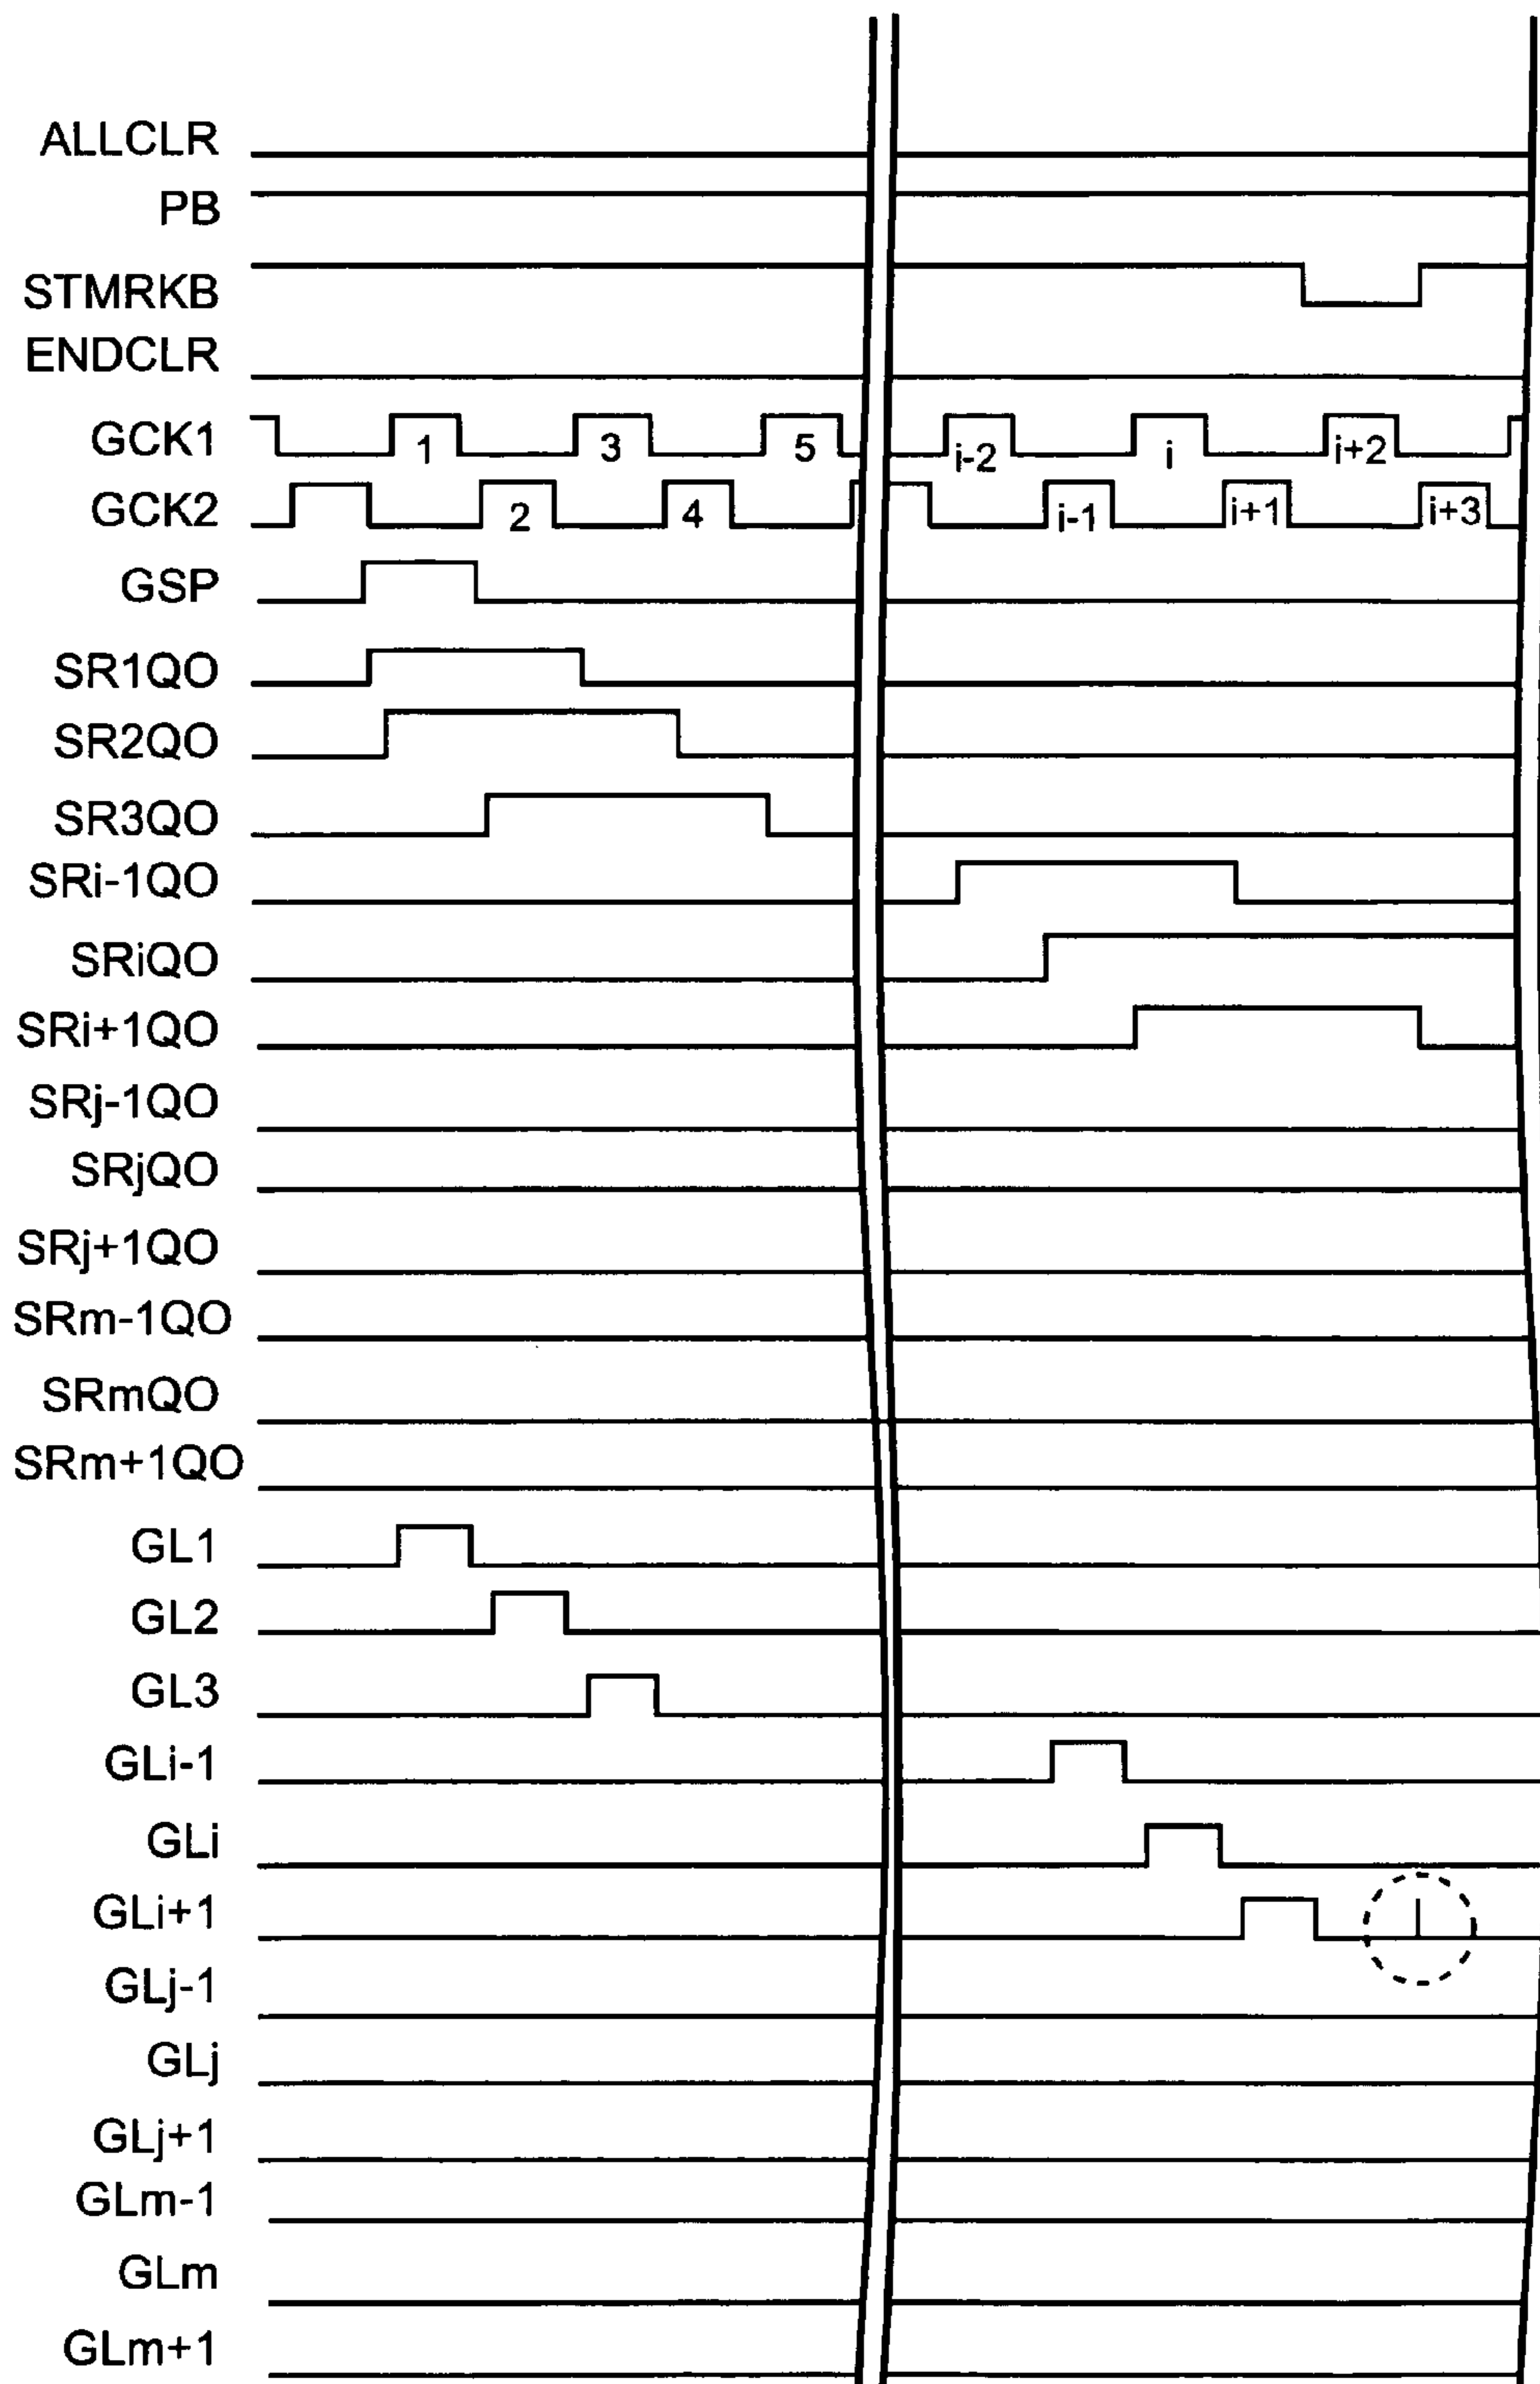 ALLCLR
PB
STMRKB
ENDCLR
GCK1 1 3 5 i-2 i i+2
GCK2 2 4 i-1 i+1 i+3
GSP
SR1QO
SR2QO
SR3QO
SRi-1QO
SRiQO
SRi+1QO
SRj-1QO
SRjQO
SRj+1QO
SRm-1QO
SRmQO
SRm+1QO
GL1
GL2
GL3
GLi-1
GLi
GLi+1
GLj-1
GLj
GLj+1
GLm-1
GLm
GLm+1